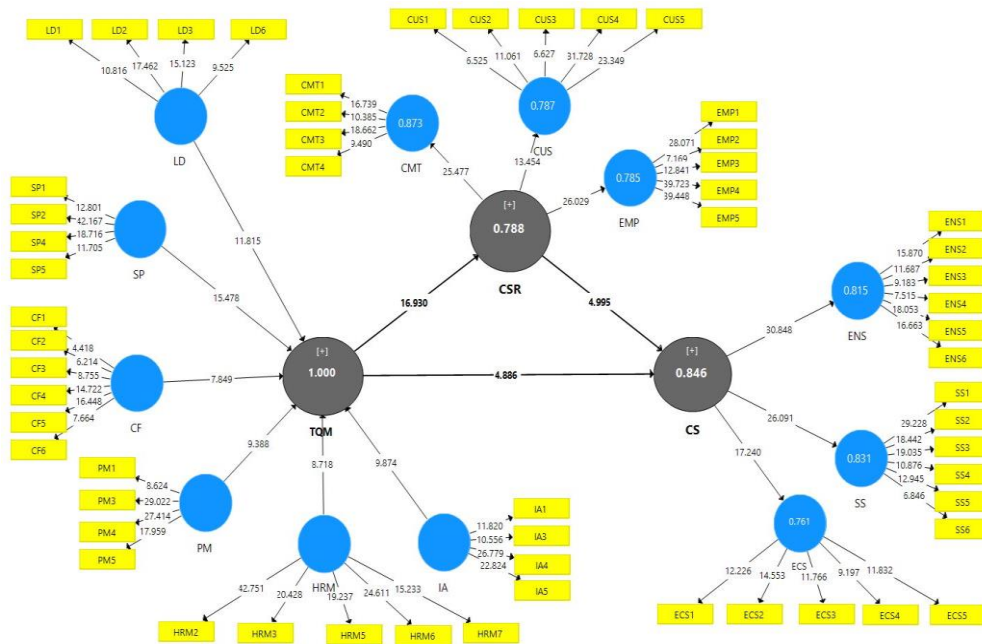 LD1
LD2
LD3
LD6
10.816
17.462
15.123
9.525
LD
11.815
CUS1
CUS2
CUS3
CUS4
CUS5
6.525
11.061
6.627
31.728
23.349
0.787
CUS
13.454
CMT1
CMT2
CMT3
CMT4
16.739
10.385
18.662
9.490
0.873
CMT
25.477
EMP1
EMP2
EMP3
EMP4
EMP5
28.071
7.169
12.841
39.723
39.448
0.785
EMP
26.029
[+]
0.788
CSR
SP1
SP2
SP4
SP5
12.801
42.167
18.716
11.705
SP
15.478
16.930
4.995
CF1
CF2
CF3
CF4
CF5
CF6
4.418
6.214
8.755
14.722
16.448
7.664
CF
7.849
[+]
1.000
TQM
4.886
[+]
0.846
CS
ENS1
ENS2
ENS3
ENS4
ENS5
ENS6
15.870
11.687
9.183
7.515
18.053
16.663
0.815
ENS
30.848
SS1
SS2
SS3
SS4
SS5
SS6
29.228
18.442
19.035
10.876
12.945
6.846
0.831
SS
26.091
17.240
PM1
PM3
PM4
PM5
8.624
29.022
27.414
17.959
PM
9.388
8.718
9.874
HRM
42.751
20.428
19.237
24.611
15.233
HRM2
HRM3
HRM5
HRM6
HRM7
IA
11.820
10.556
26.779
22.824
IA1
IA3
IA4
IA5
0.761
ECS
12.226
14.553
11.766
9.197
11.832
ECS1
ECS2
ECS3
ECS4
ECS5